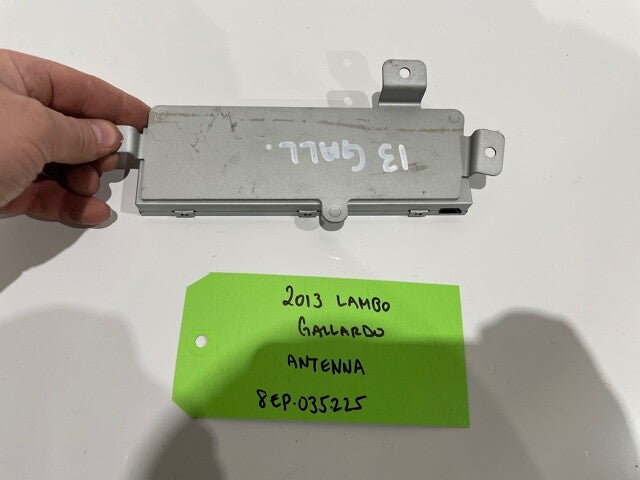 13 GALL.
2013 LAMBO
GALLARDO
ANTENNA
8EP.035225